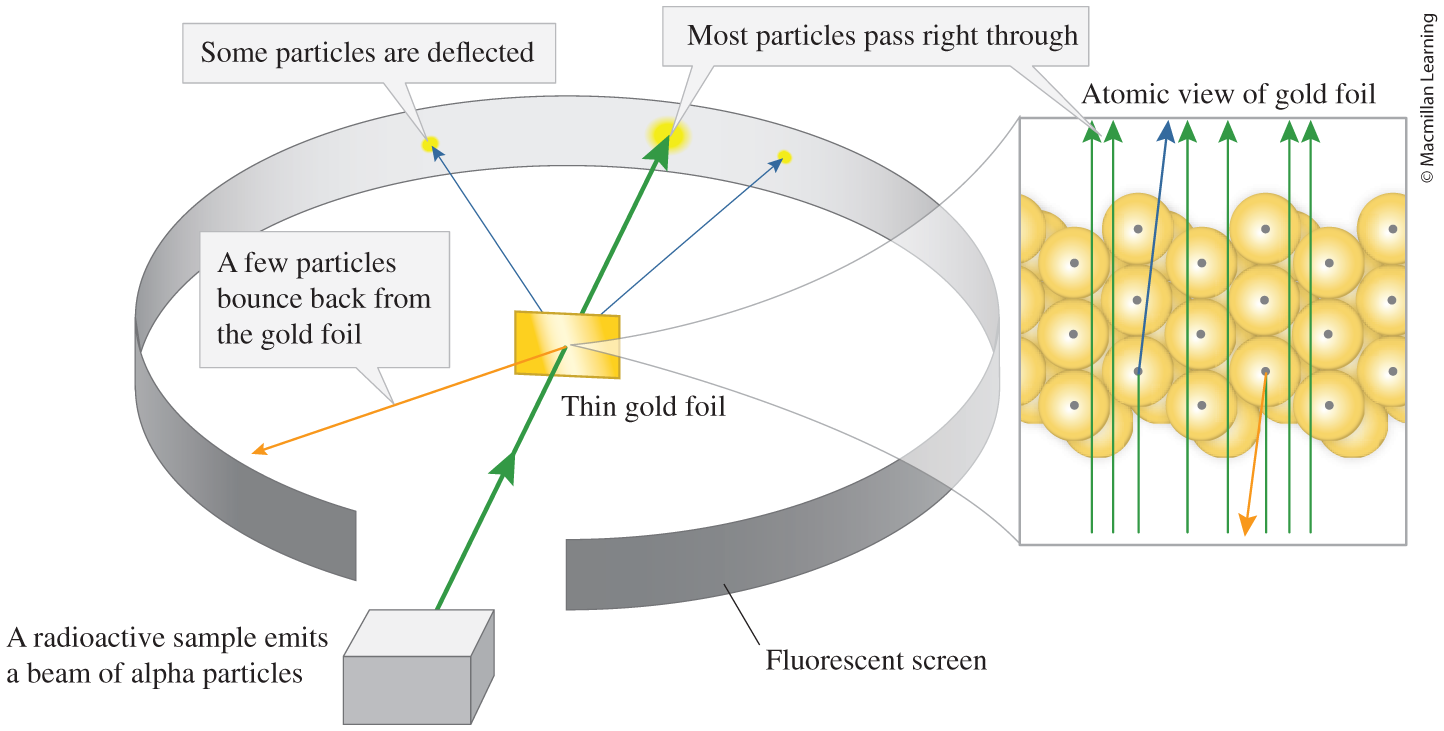 Some particles are deflected
Most particles pass right through
Atomic view of gold foil
© Macmillan Learning
A few particles
bounce back from
the gold foil
Thin gold foil
A radioactive sample emits
a beam of alpha particles
Fluorescent screen